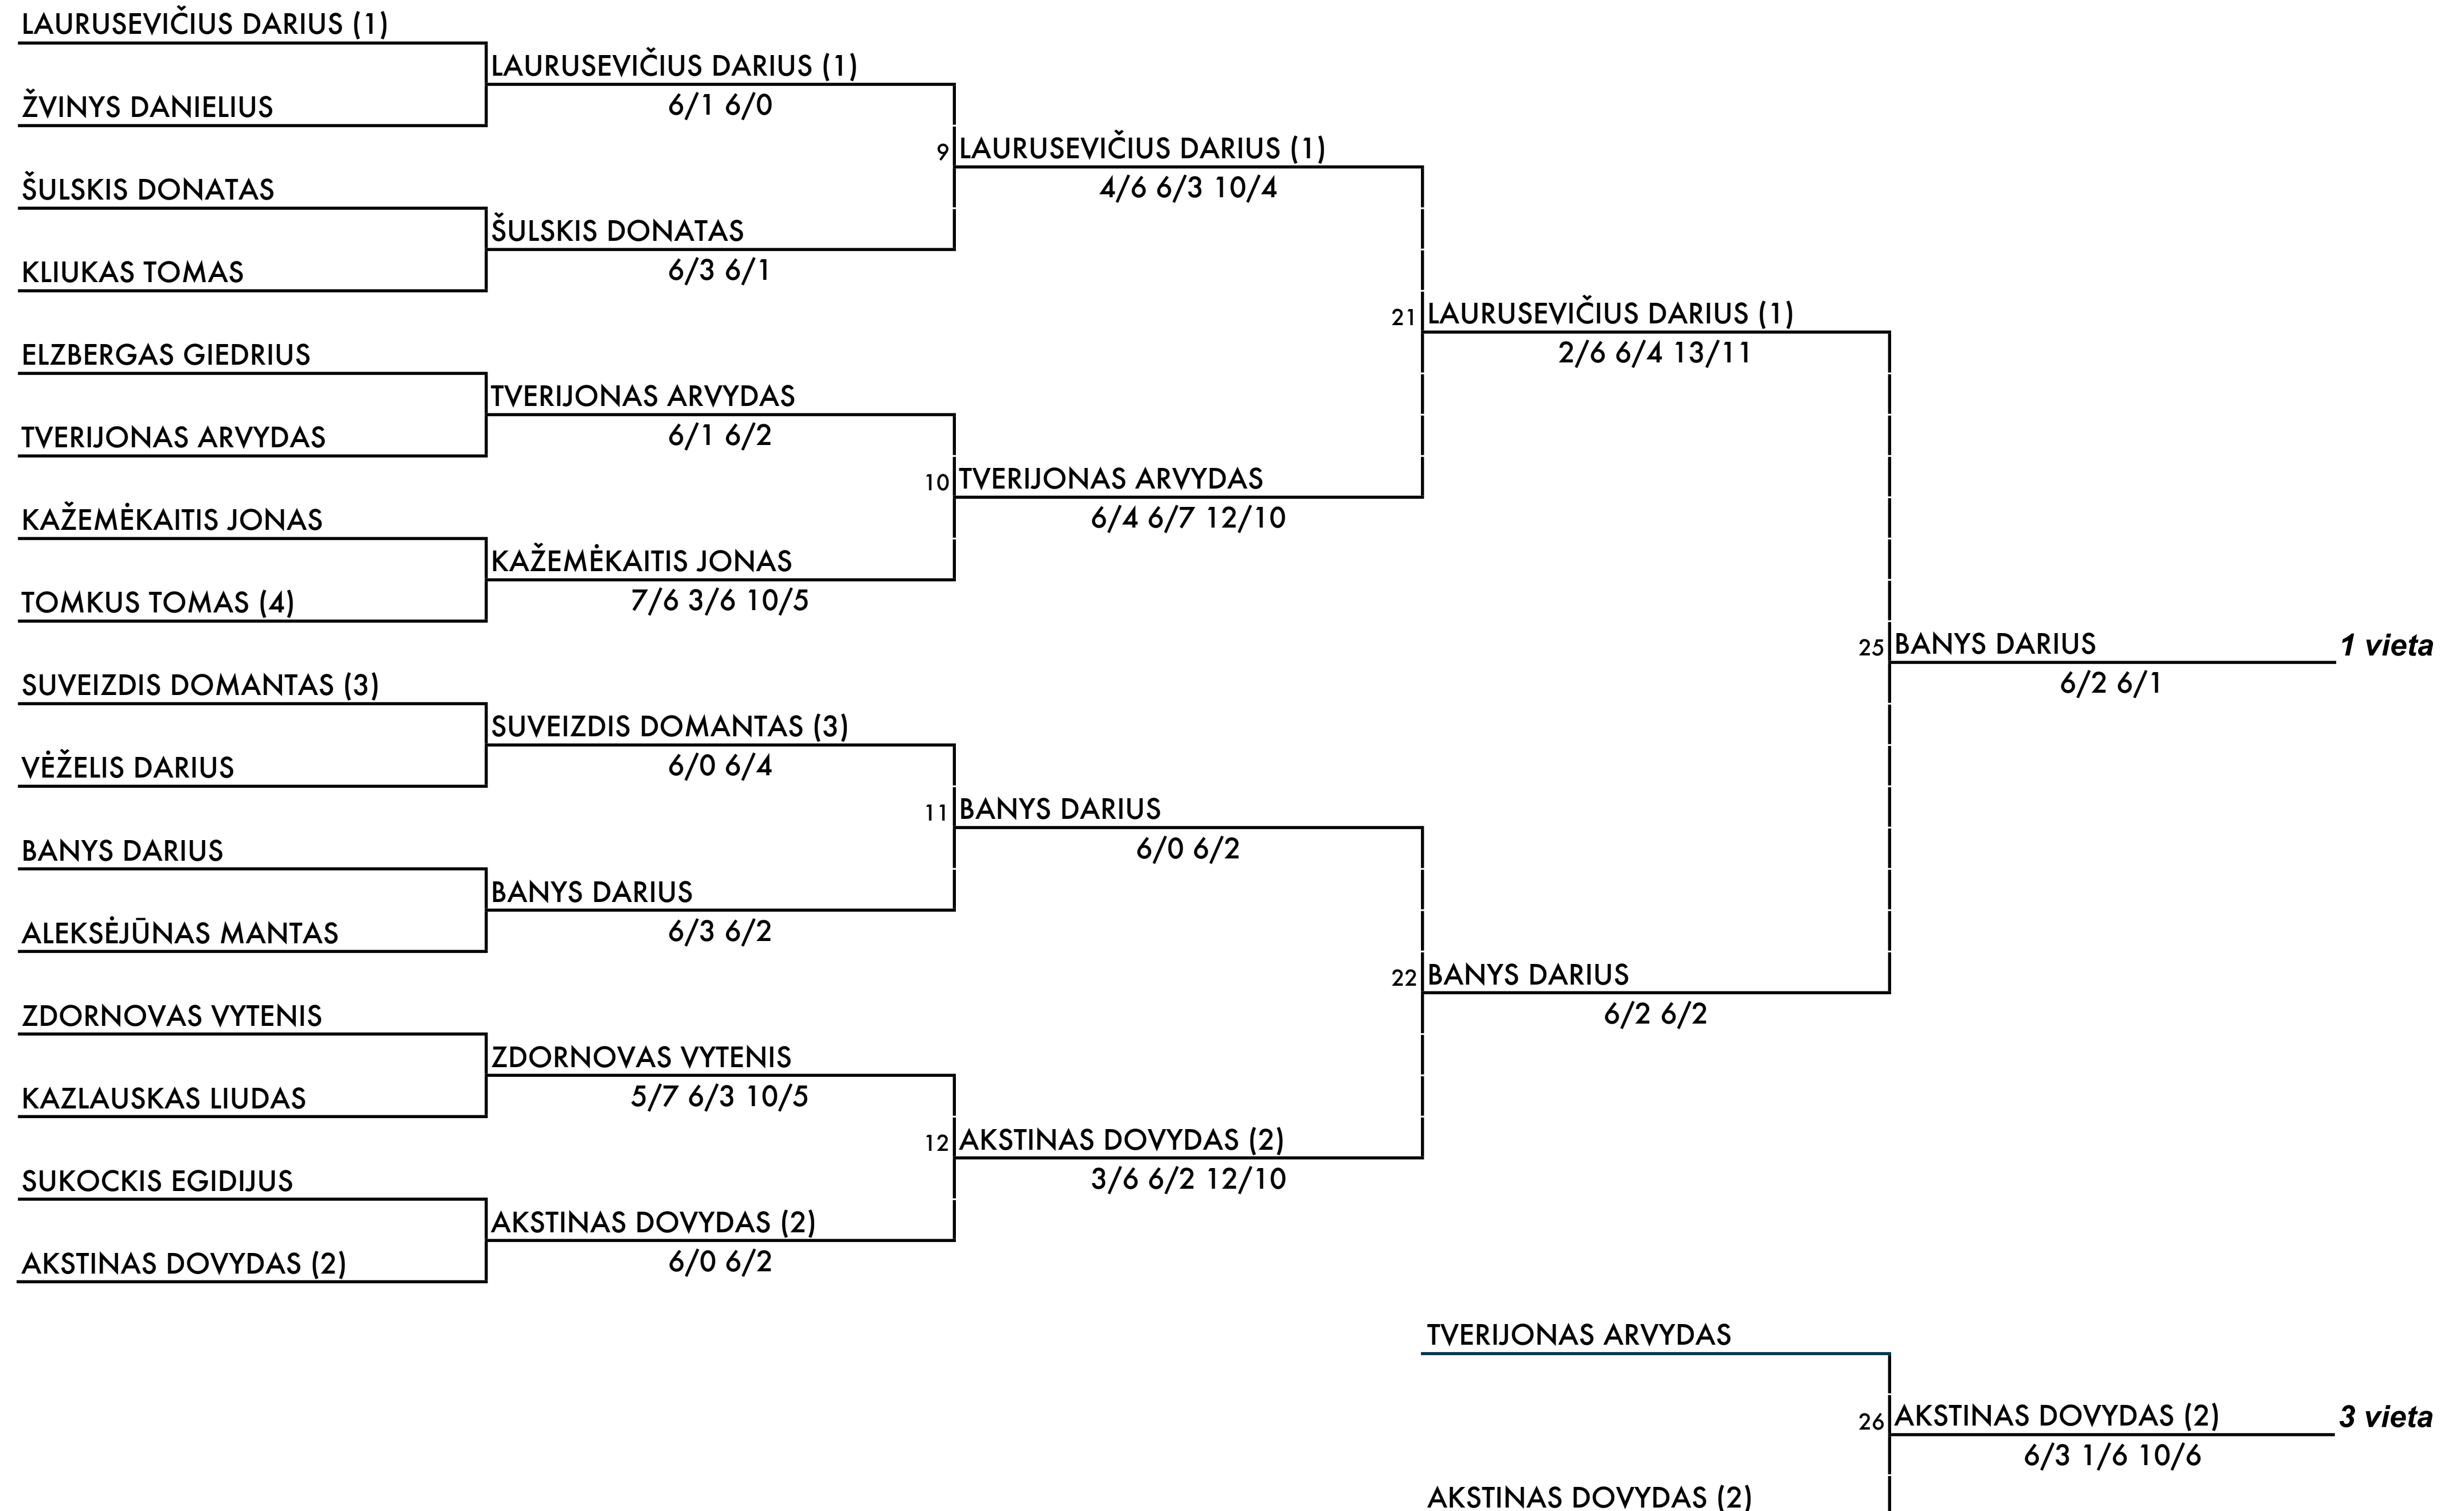 LAURUSEVIČIUS DARIUS (1)
LAURUSEVIČIUS DARIUS (1)
ŽVINYS DANIELIUS
6/1 6/0
9 LAURUSEVIČIUS DARIUS (1)
ŠULSKIS DONATAS
4/6 6/3 10/4
ŠULSKIS DONATAS
KLIUKAS TOMAS
6/3 6/1
21 LAURUSEVIČIUS DARIUS (1)
ELZBERGAS GIEDRIUS
2/6 6/4 13/11
TVERIJONAS ARVYDAS
TVERIJONAS ARVYDAS
6/1 6/2
10 TVERIJONAS ARVYDAS
KAŽEMĖKAITIS JONAS
6/4 6/7 12/10
KAŽEMĖKAITIS JONAS
TOMKUS TOMAS (4)
7/6 3/6 10/5
25 BANYS DARIUS 1 vieta
SUVEIZDIS DOMANTAS (3)
6/2 6/1
SUVEIZDIS DOMANTAS (3)
VĖŽELIS DARIUS
6/0 6/4
11 BANYS DARIUS
BANYS DARIUS
6/0 6/2
BANYS DARIUS
ALEKSĖJŪNAS MANTAS
6/3 6/2
22 BANYS DARIUS
ZDORNOVAS VYTENIS
6/2 6/2
ZDORNOVAS VYTENIS
KAZLAUSKAS LIUDAS
5/7 6/3 10/5
12 AKSTINAS DOVYDAS (2)
SUKOCKIS EGIDIJUS
3/6 6/2 12/10
AKSTINAS DOVYDAS (2)
AKSTINAS DOVYDAS (2)
6/0 6/2
TVERIJONAS ARVYDAS
26 AKSTINAS DOVYDAS (2) 3 vieta
6/3 1/6 10/6
AKSTINAS DOVYDAS (2)